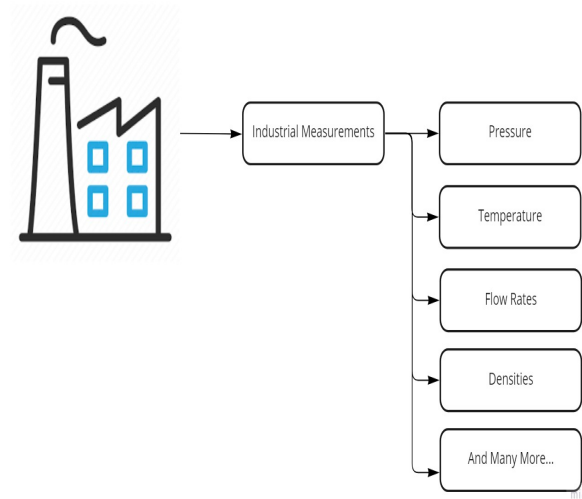 Industrial Measurements
Pressure
Temperature
Flow Rates
Densities
And Many More...